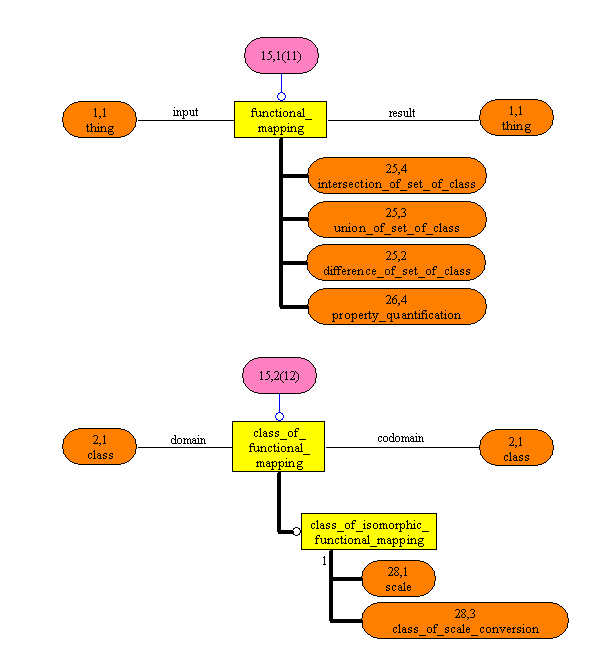 15,1(11)
1,1
thing
input
functional_
mapping
result
1,1
thing
25,4
intersection_of_set_of_class
25,3
union_of_set_of_class
25,2
difference_of_set_of_class
26,4
property_quantification
15,2(12)
2,1
class
domain
class_of_
functional_
mapping
codomain
2,1
class
class_of_isomorphic_
functional_mapping
1
28,1
scale
28,3
class_of_scale_conversion